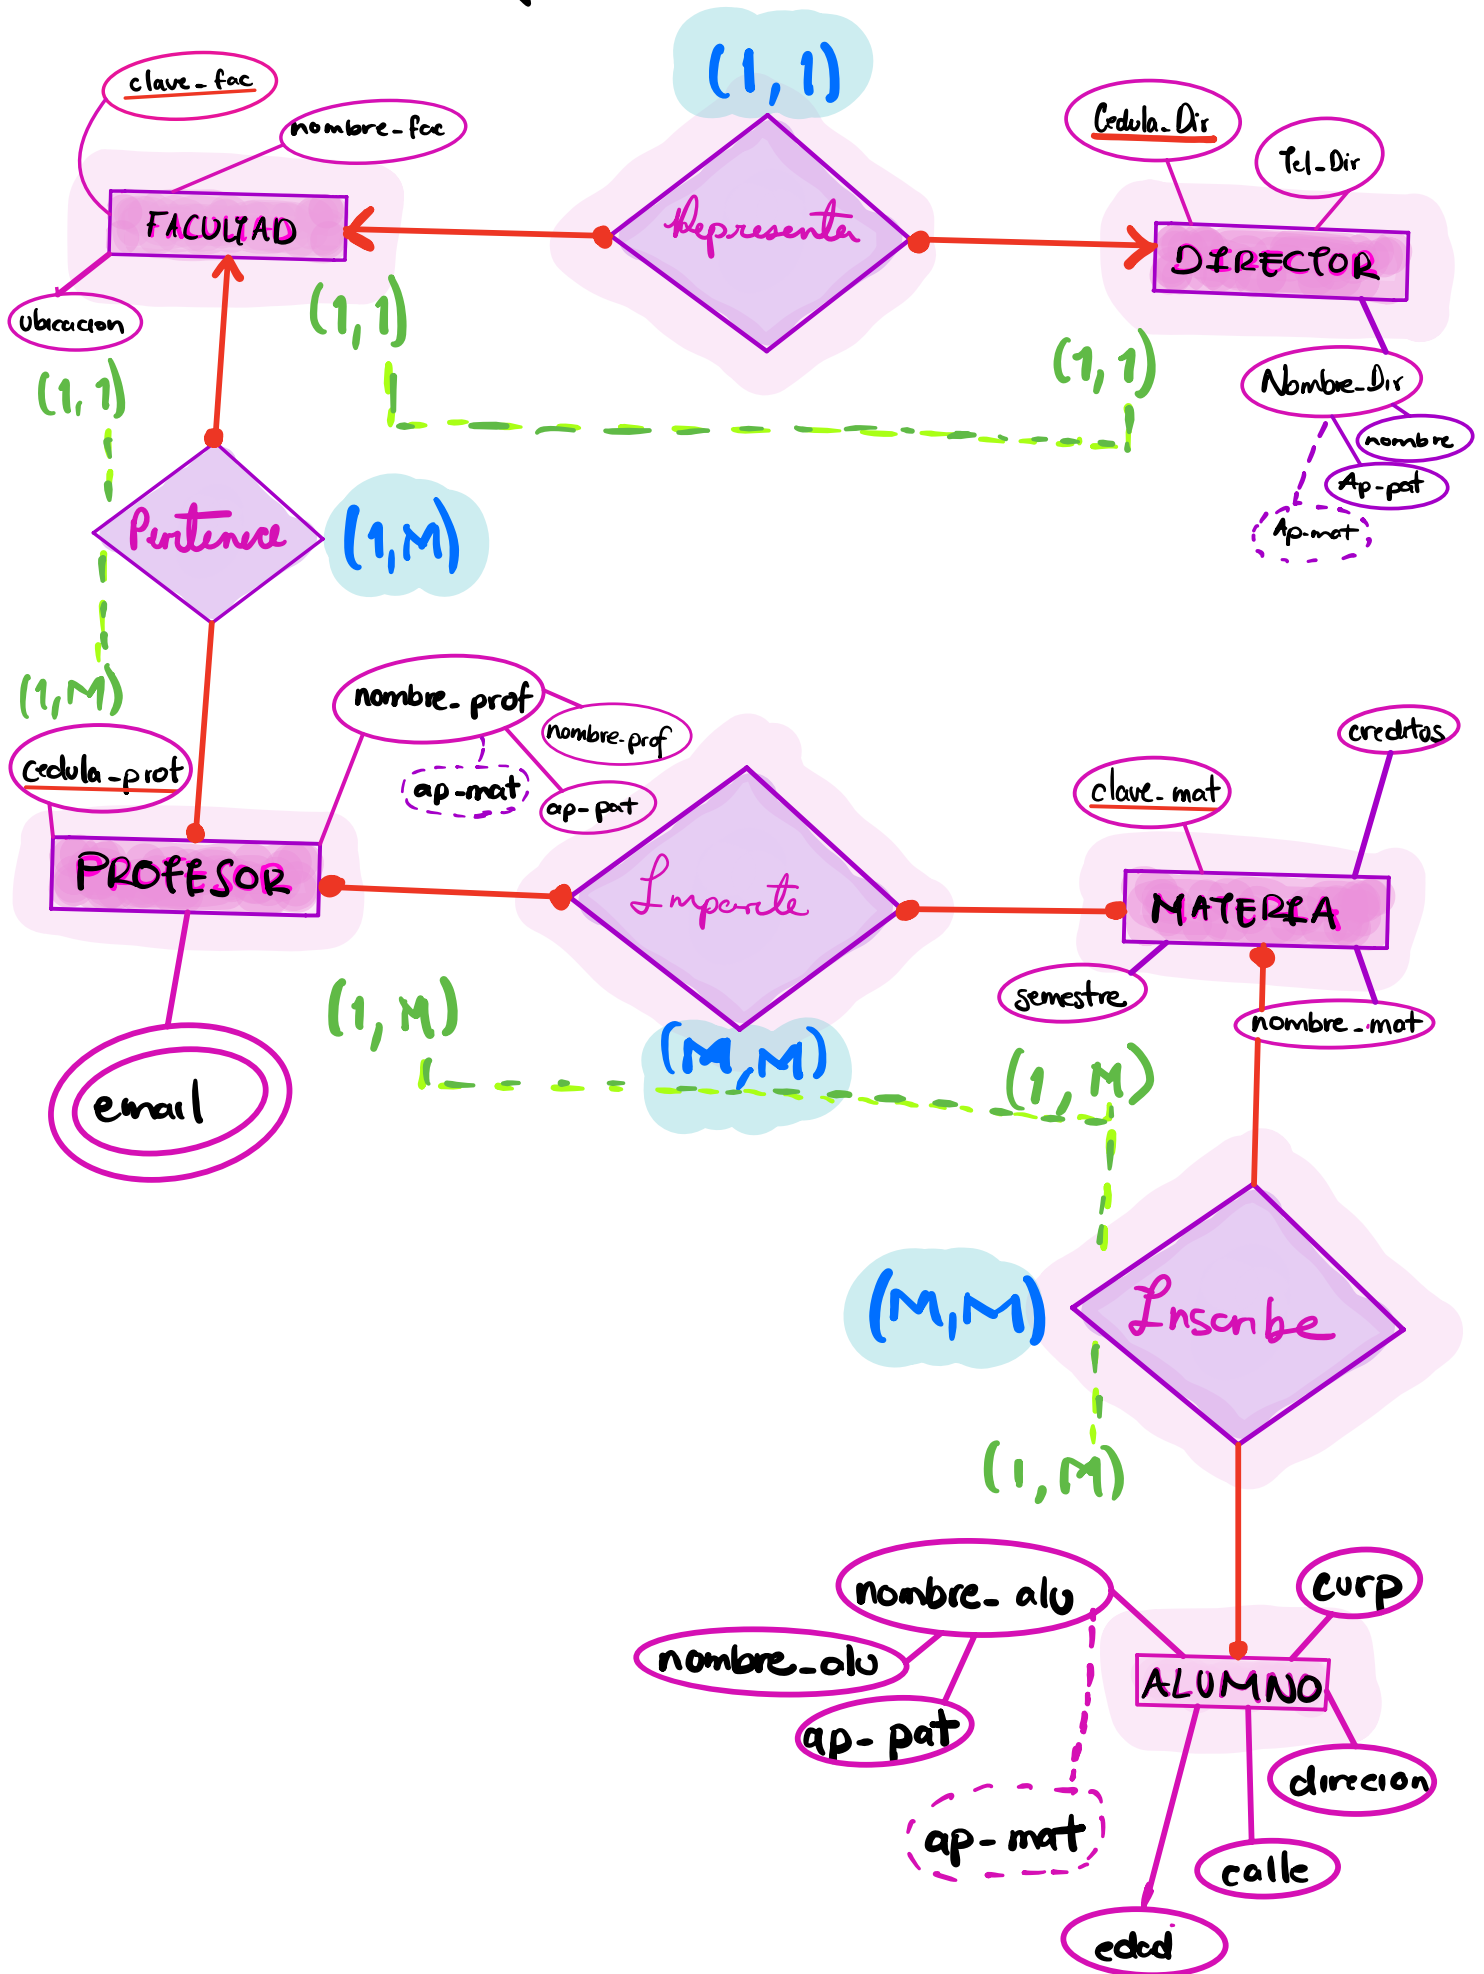 (1,1)
clave_fac
nombre_fac
Cedula_Dir
Tel_Dir
FACULTAD
Representa
DIRECTOR
ubicacion
(1,1)
(1,1)
(1,1)
Nombre_Dir
nombre
Ap-pat
Ap-mat
Pertenece
(1,M)
(1,M)
nombre_prof
nombre-prof
cedula_prof
ap-mat
ap-pat
creditos
clave_mat
PROFESOR
Imparte
MATERIA
semestre
nombre_mat
(1,M)
(M,M)
(1,M)
email
(M,M)
Inscribe
(1,M)
nombre_alu
curp
nombre_alu
ALUMNO
ap-pat
direcion
ap-mat
calle
edad